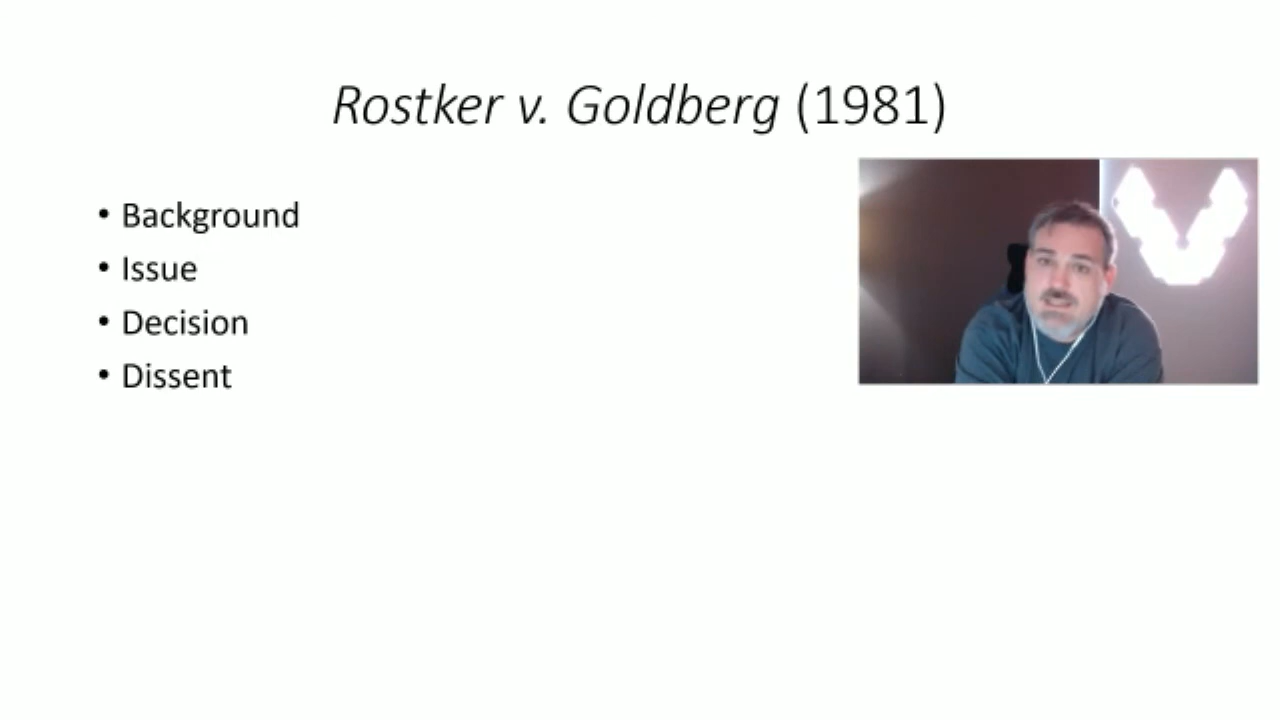 Rostker v. Goldberg (1981)
• Background
• Issue
• Decision
• Dissent